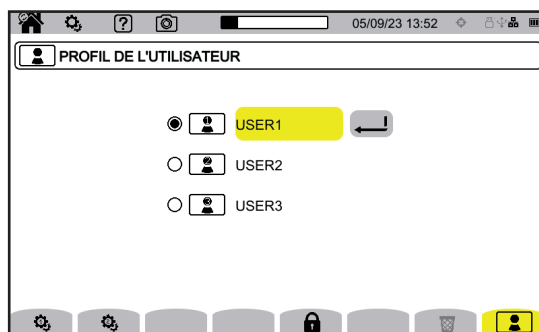 05/09/23 13:52
PROFIL DE L'UTILISATEUR
USER1
USER2
USER3